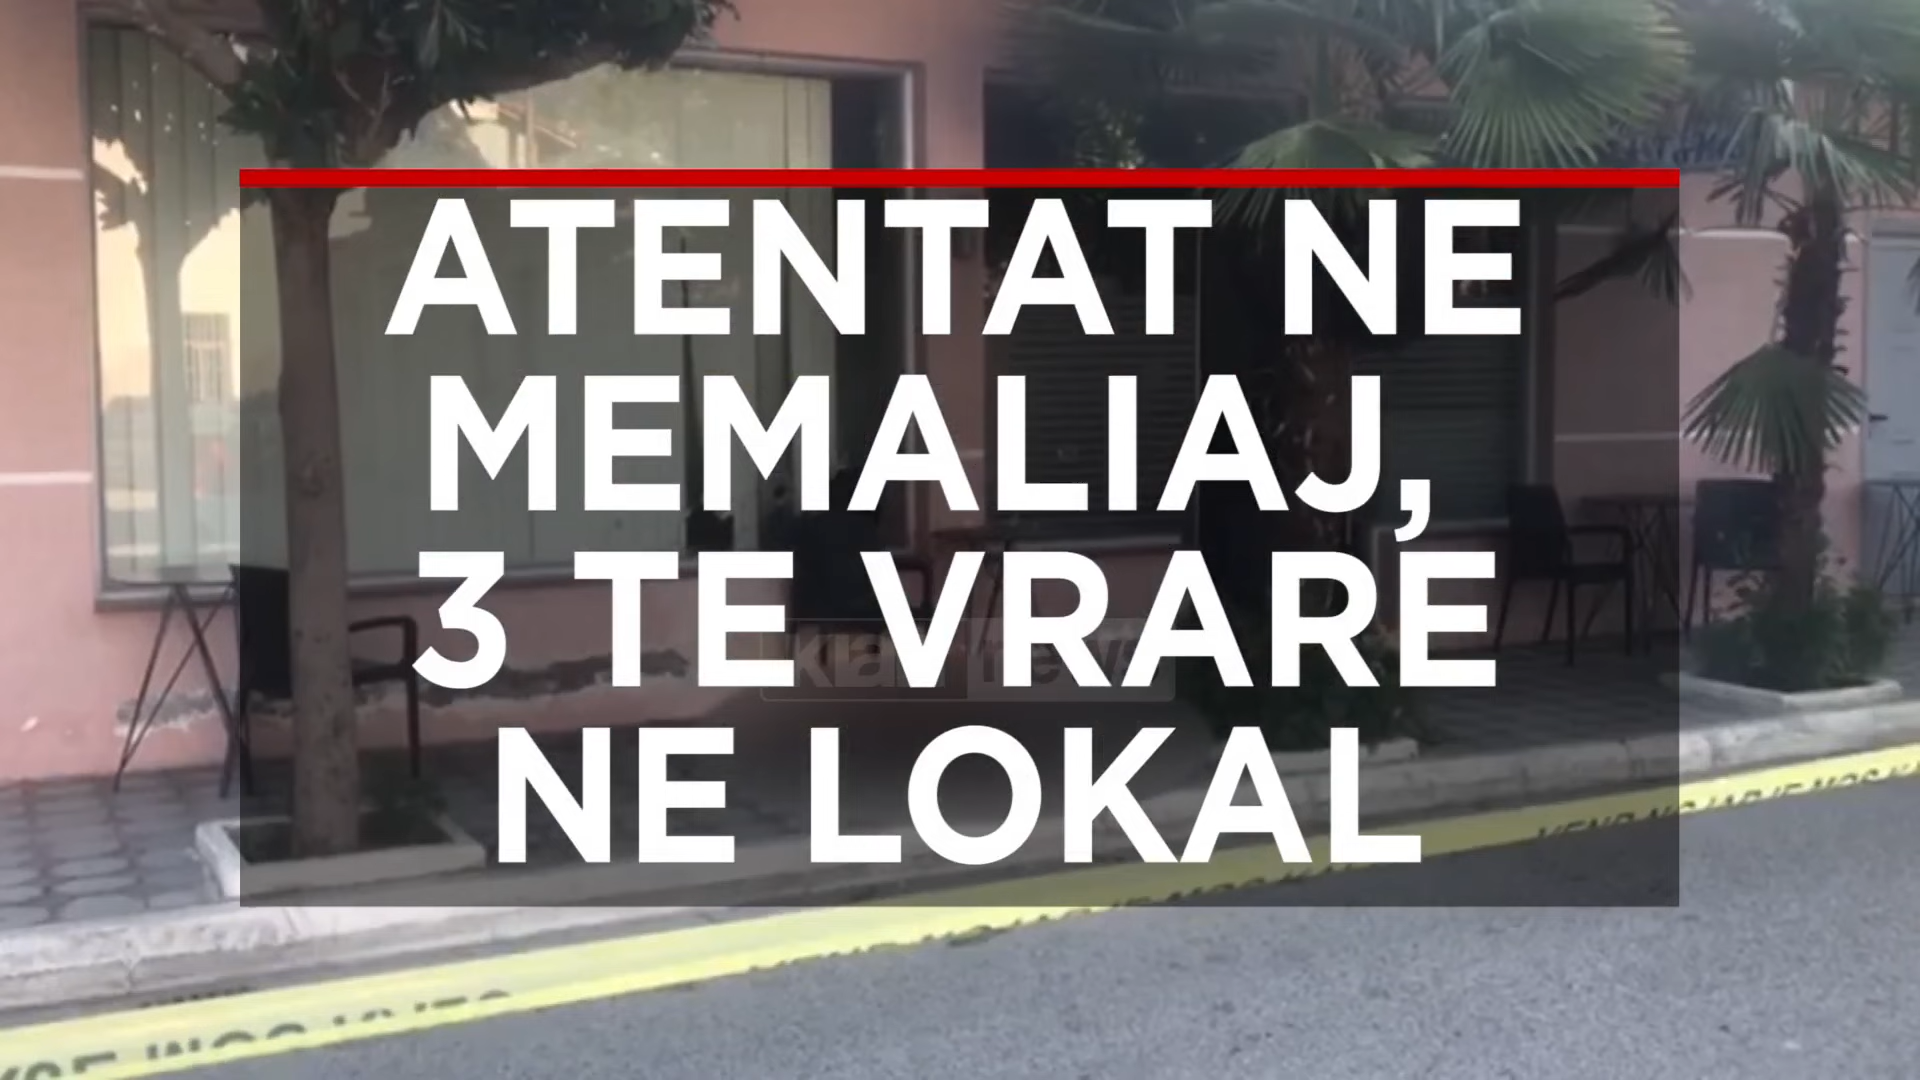 ATENTAT NE
MEMALIAJ,
3 TE VRARE
NE LOKAL